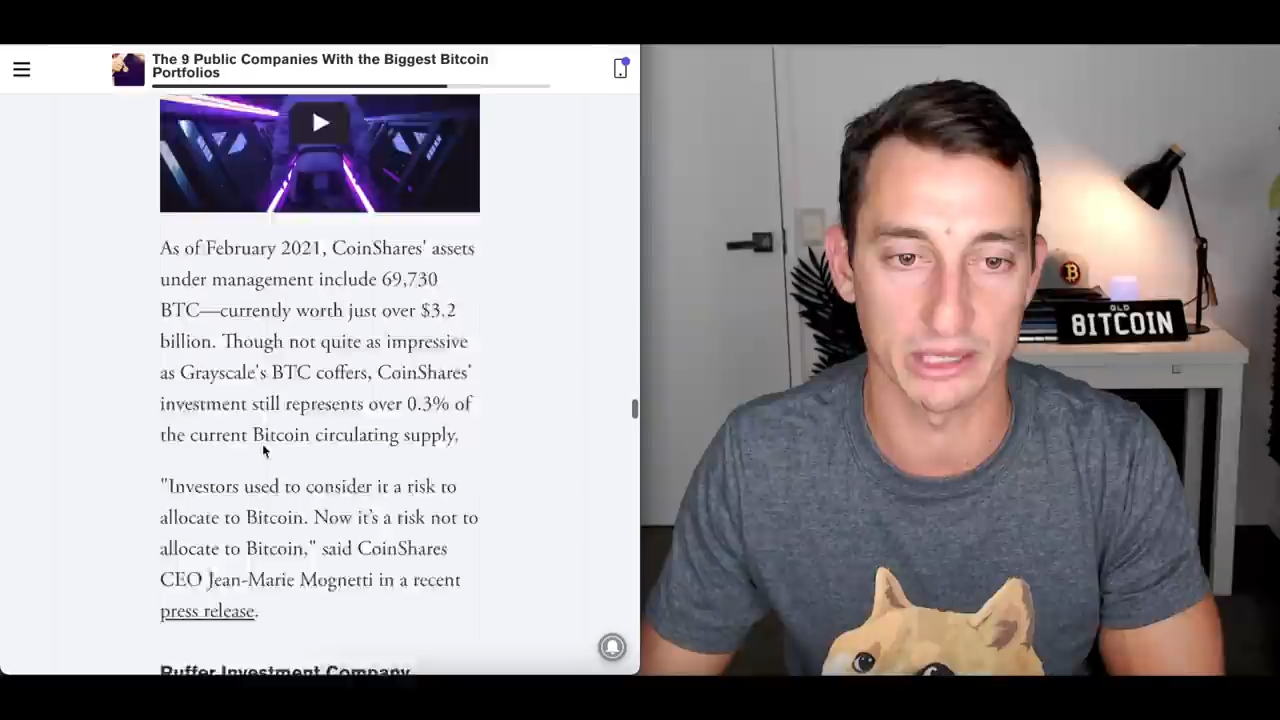 The 9 Public Companies With the Biggest Bitcoin
Portfolios
As of February 2021, CoinShares' assets
under management include 69,730
BTC—currently worth just over $3.2
billion. Though not quite as impressive
as Grayscale's BTC coffers, CoinShares'
investment still represents over 0.3% of
the current Bitcoin circulating supply.
"Investors used to consider it a risk to
allocate to Bitcoin. Now it's a risk not to
allocate to Bitcoin," said CoinShares
CEO Jean-Marie Mognetti in a recent
press release.
Ruffer Investment Company
QLD
BITCOIN